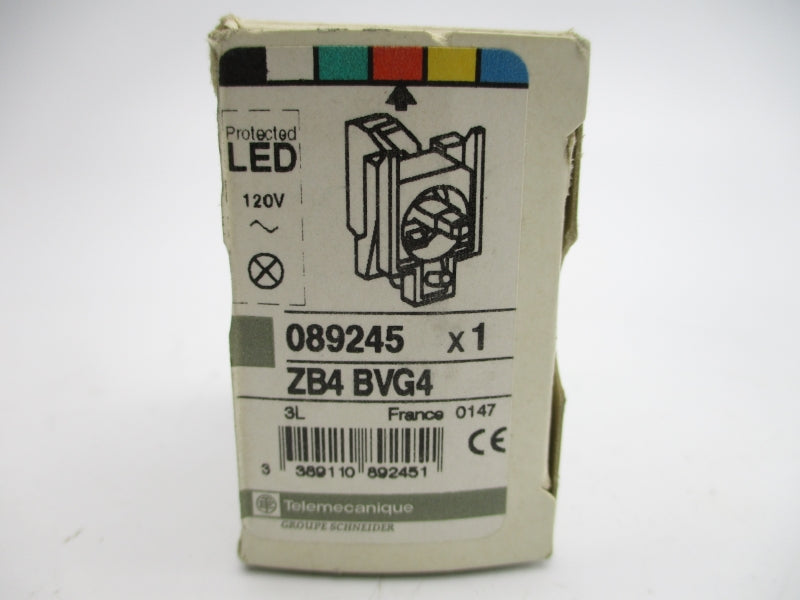 Protected
LED
120V
089245 x1
ZB4 BVG4
3L France 0147
CE
3 389110 892451
Telemecanique
GROUPE SCHNEIDER